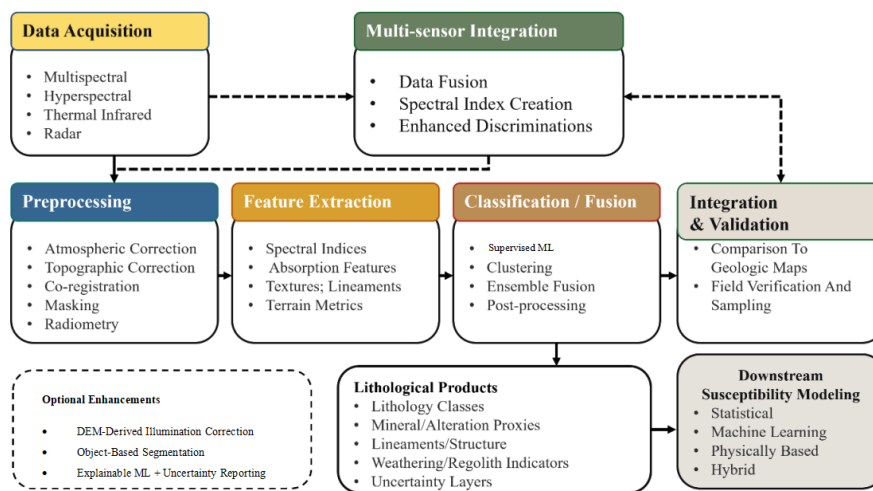 Data Acquisition
• Multispectral
• Hyperspectral
• Thermal Infrared
• Radar
Multi-sensor Integration
• Data Fusion
• Spectral Index Creation
• Enhanced Discriminations
Preprocessing
• Atmospheric Correction
• Topographic Correction
• Co-registration
• Masking
• Radiometry
Feature Extraction
• Spectral Indices
• Absorption Features
• Textures; Lineaments
• Terrain Metrics
Classification / Fusion
• Supervised ML
• Clustering
• Ensemble Fusion
• Post-processing
Integration
& Validation
• Comparison To
Geologic Maps
• Field Verification And
Sampling
Optional Enhancements
• DEM-Derived Illumination Correction
• Object-Based Segmentation
• Explainable ML + Uncertainty Reporting
Lithological Products
• Lithology Classes
• Mineral/Alteration Proxies
• Lineaments/Structure
• Weathering/Regolith Indicators
• Uncertainty Layers
Downstream
Susceptibility Modeling
• Statistical
• Machine Learning
• Physically Based
• Hybrid